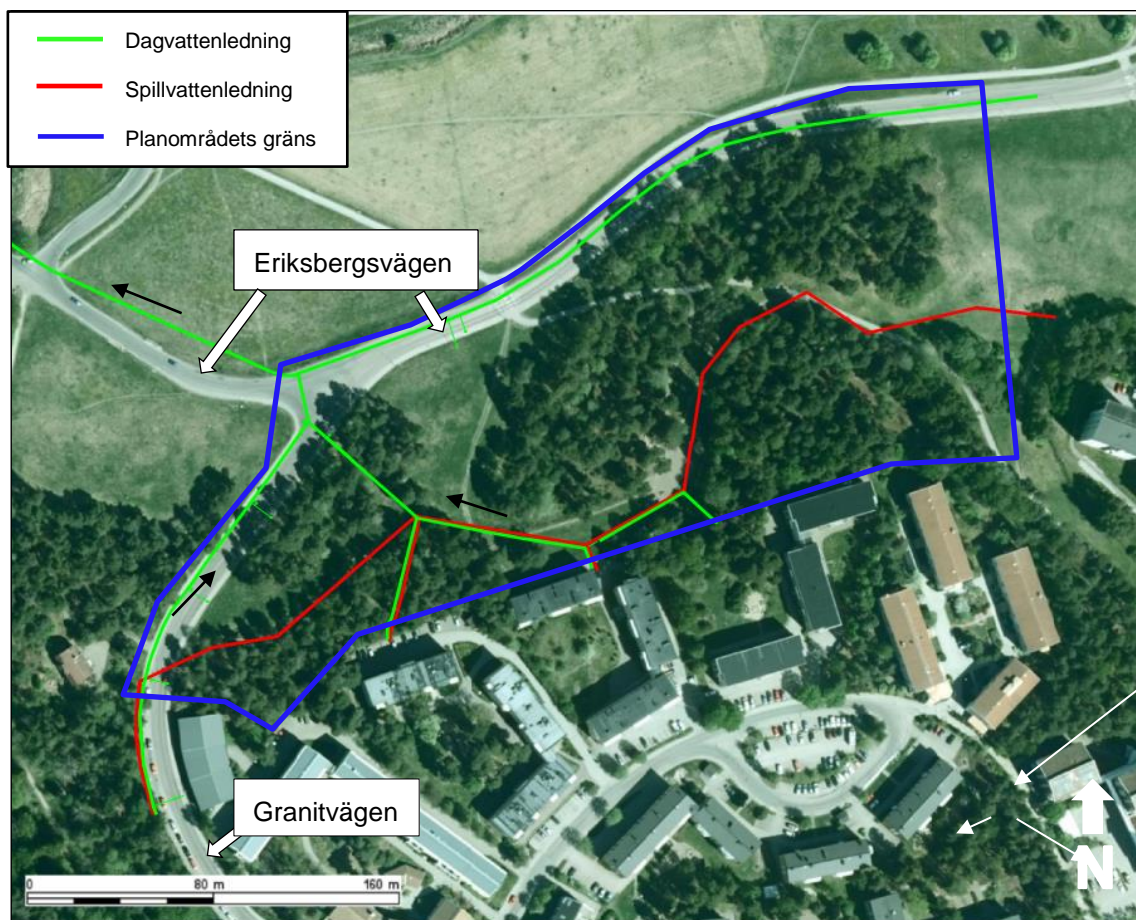 Dagvattenledning
Spillvattenledning
Planområdets gräns
Eriksbergsvägen
Granitvägen
0 80 m 160 m
N